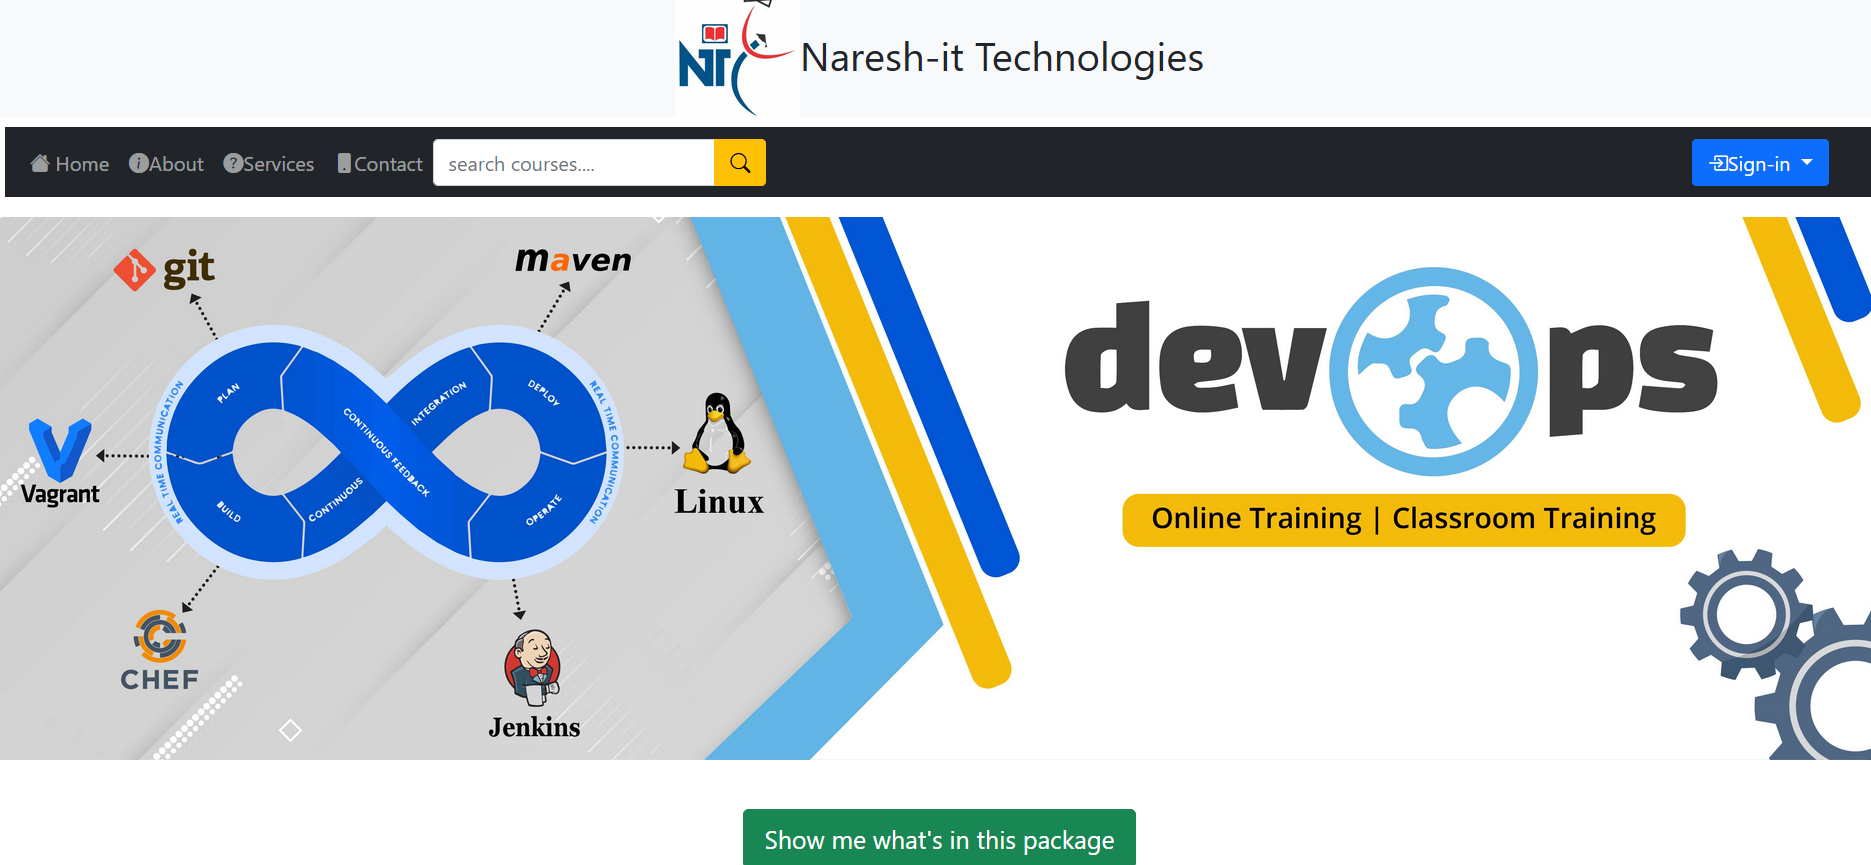 NT
Naresh-it Technologies
Home About Services Contact search courses.... Sign-in
git
maven
Vagrant
Linux
CHEF
Jenkins
REAL TIME COMMUNICATION
PLAN
BUILD
CONTINUOUS INTEGRATION
CONTINUOUS FEEDBACK
DEPLOY
OPERATE
REAL TIME COMMUNICATION
devops
Online Training | Classroom Training
Show me what's in this package